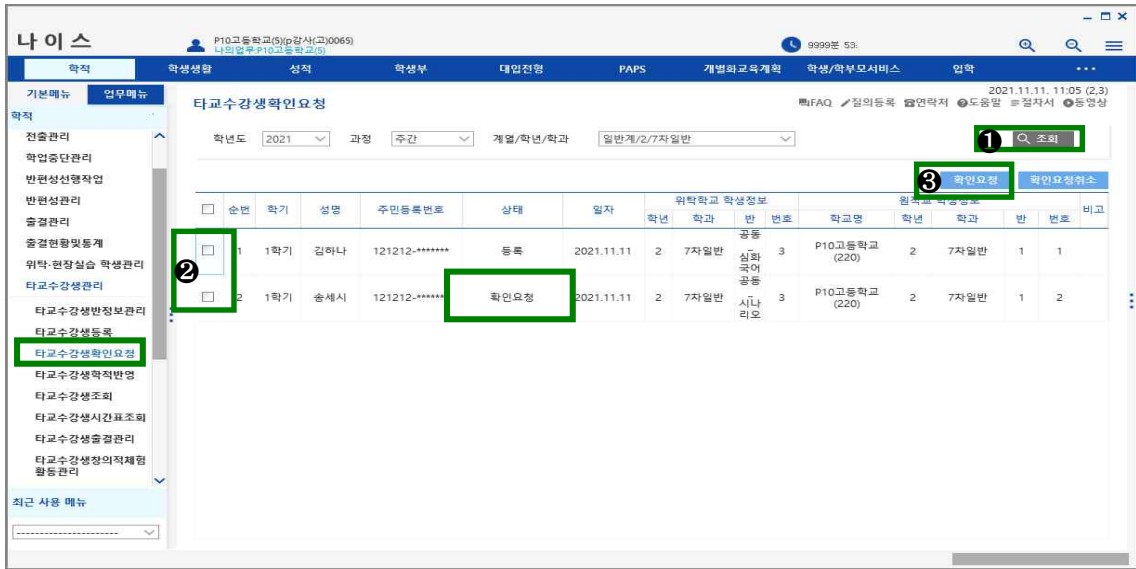 나이스
P10고등학교(5)(p강사(고)0065)
나의업무:P10고등학교(5)
9999분 53
학적 학생생활 성적 학생부 대입전형 PAPS 개별화교육계획 학생/학부모서비스 입학 ...
기본메뉴 업무메뉴
2021.11.11. 11:05 (2,3)
타교수강생확인요청
FAQ 질의등록 연락처 도움말 절차서 동영상
학적
전출관리
학업중단관리
반편성선행작업
반편성관리
출결관리
출결현황및통계
위탁-현장실습 학생관리
타교수강생관리
타교수강생반정보관리
타교수강생등록
타교수강생확인요청
타교수강생학적반영
타교수강생조회
타교수강생시간표조회
타교수강생출결관리
타교수강생창의적체험
활동관리
최근 사용 메뉴
----------------------
학년도 2021 과정 주간 계열/학년/학과 일반계/2/7차일반 ❶ 조회
❸ 확인요청 확인요청취소
순번 학기 성명 주민등록번호 상태 일자 위탁학교 학생정보 원적교 학생정보 비고
학년 학과 반 번호 학교명 학년 학과 반 번호
❷
1 1학기 김하나 121212-******* 등록 2021.11.11 2 7차일반 공동_심화국어 3 P10고등학교(220) 2 7차일반 1 1
2 1학기 송세시 121212-****** 확인요청 2021.11.11 2 7차일반 공동_시나리오 3 P10고등학교(220) 2 7차일반 1 2